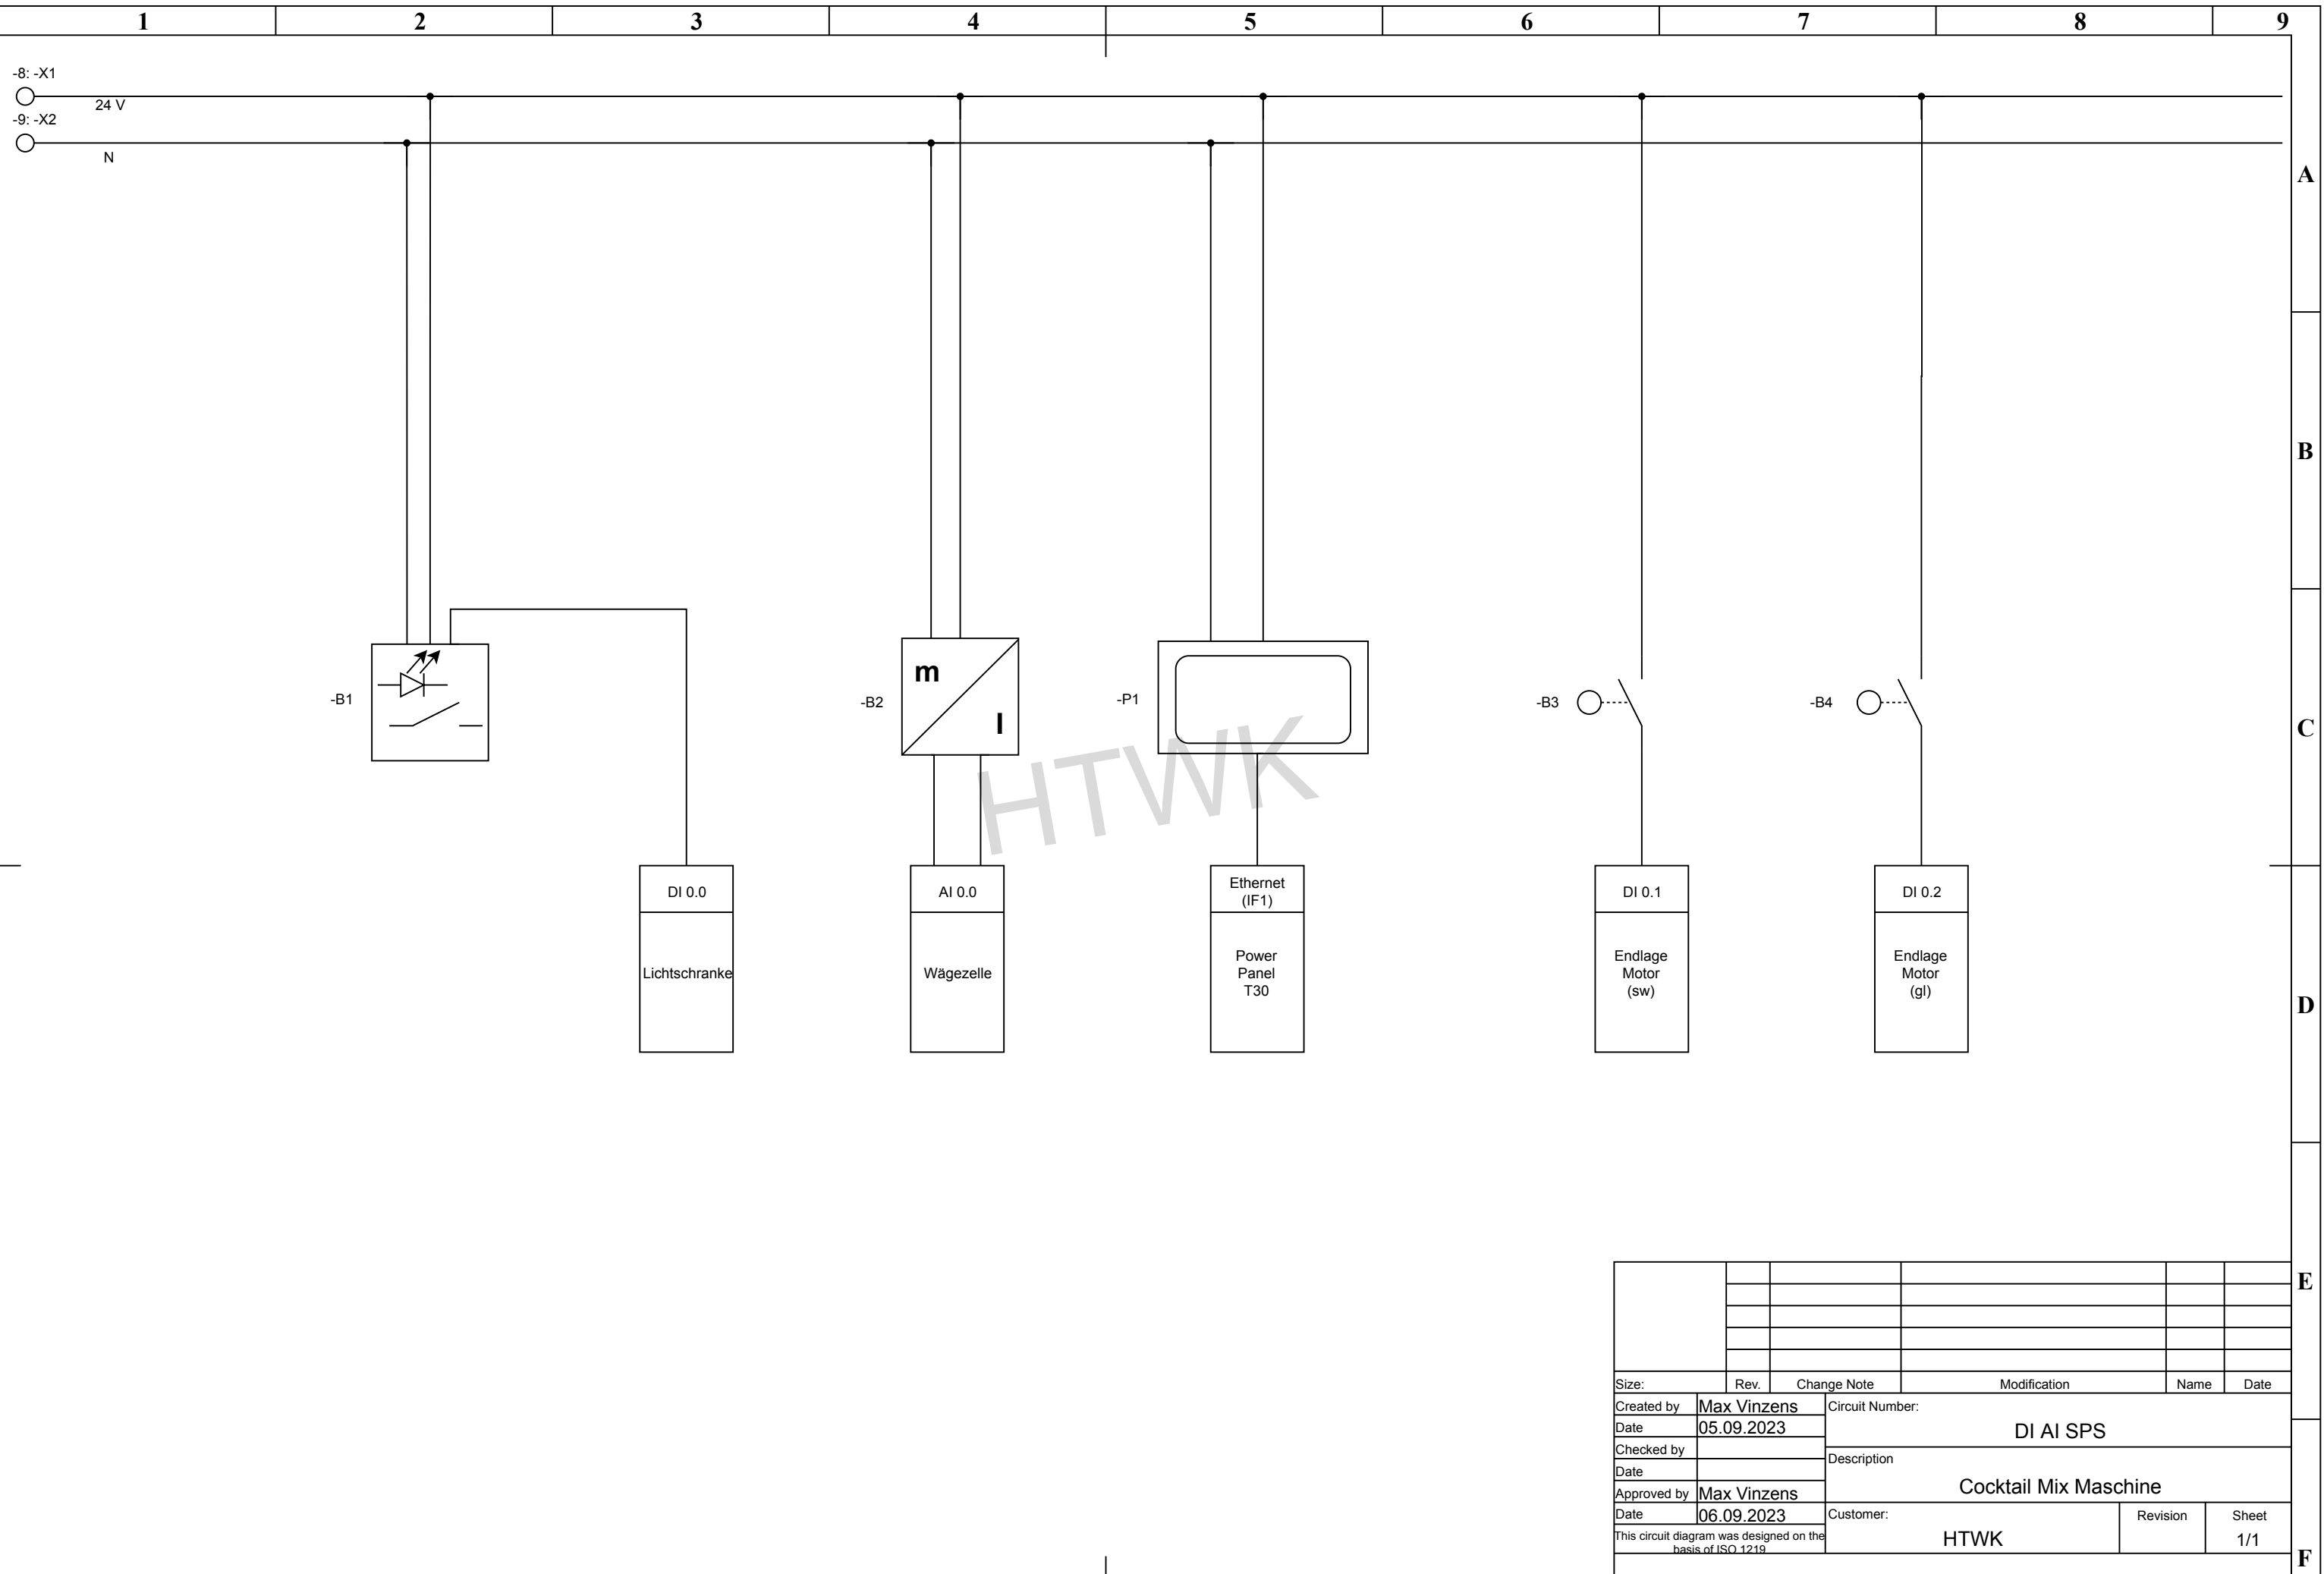 1 2 3 4 5 6 7 8 9
-8: -X1
24 V
-9: -X2
N
A
B
-B1
-B2
m
I
-P1
-B3
-B4
C
HTWK
DI 0.0
Lichtschranke
AI 0.0
Wägezelle
Ethernet
(IF1)
Power
Panel
T30
DI 0.1
Endlage
Motor
(sw)
DI 0.2
Endlage
Motor
(gl)
D
E
Size: Rev. Change Note Modification Name Date
Created by Max Vinzens
Date 05.09.2023
Checked by
Date
Approved by Max Vinzens
Date 06.09.2023
This circuit diagram was designed on the
basis of ISO 1219
Circuit Number:
DI AI SPS
Description
Cocktail Mix Maschine
Customer:
HTWK
Revision
Sheet
1/1
F